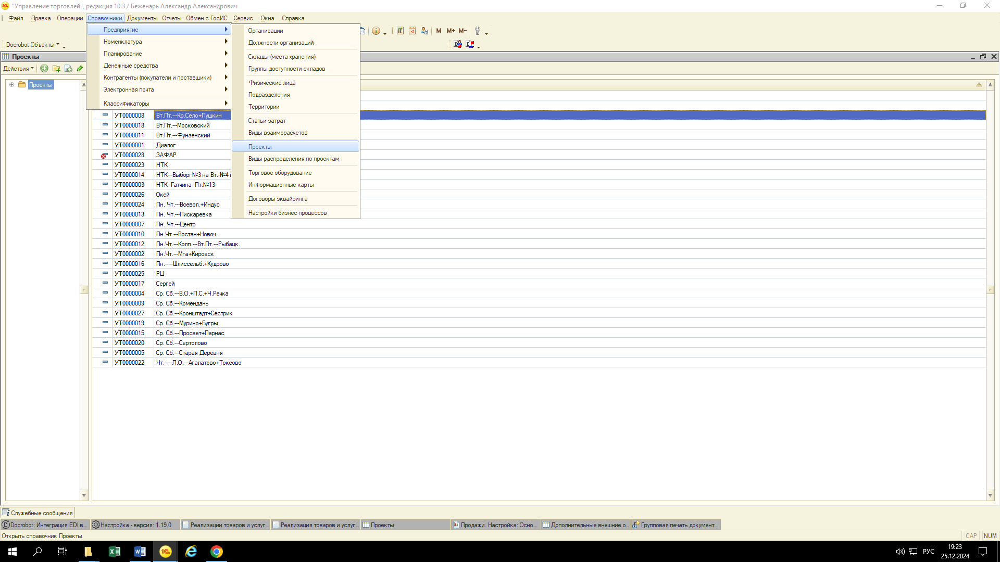 "Управление торговлей", редакция 10.3 / Беженарь Александр Александрович
Файл Правка Операции Справочники Документы Отчеты Обмен с ГосИС Сервис Окна Справка
Предприятие
Номенклатура
Планирование
Денежные средства
Контрагенты (покупатели и поставщики)
Электронная почта
Классификаторы
Организации
Должности организаций
Склады (места хранения)
Группы доступности складов
Физические лица
Подразделения
Территории
Статьи затрат
Виды взаиморасчетов
Проекты
Виды распределения по проектам
Торговое оборудование
Информационные карты
Договоры эквайринга
Настройки бизнес-процессов
31 M M+ M-
Docrobot Объекты
Проекты
Действия
Проекты
УТ0000008 Вт.Пт.---Кр.Село+Пушкин
УТ0000018 Вт.Пт.---Московский
УТ0000011 Вт.Пт.---Фунзенский
УТ0000001 Диалог
УТ0000028 ЗАФАР
УТ0000023 НТК
УТ0000014 НТК---Выборг№3 на Вт.-№4
УТ0000003 НТК--Гатчина--Пт.№13
УТ0000026 Окей
УТ0000024 Пн. Чт.---Всевол.+Индус
УТ0000013 Пн. Чт.---Пискаревка
УТ0000007 Пн. Чт.---Центр
УТ0000010 Пн.Чт.---Востан+Новоч.
УТ0000012 Пн.Чт.---Колп.---Вт.Пт.---Рыбацк.
УТ0000002 Пн.Чт.---Мга+Кировск
УТ0000016 Пн.-----Шлиссельб.+Кудрово
УТ0000025 РЦ
УТ0000017 Сергей
УТ0000004 Ср. Сб.---В.О.+П.С.+Ч.Речка
УТ0000009 Ср. Сб.---Комендань
УТ0000027 Ср. Сб.---Кронштадт+Сестрик
УТ0000019 Ср. Сб.---Мурино+Бугры
УТ0000015 Ср. Сб.---Просвет+Парнас
УТ0000020 Ср. Сб.---Сертолово
УТ0000005 Ср. Сб.---Старая Деревня
УТ0000022 Чт.-----Л.О.---Агалатово+Токсово
Служебные сообщения
Docrobot: Интеграция EDI в... Настройка - версия: 1.19.0 Реализации товаров и услуг... Реализация товаров и услуг... Проекты Продажи. Настройка: Осно... Дополнительные внешние о... Групповая печать документ...
Открыть справочник Проекты CAP NUM
РУС 19:23
25.12.2024